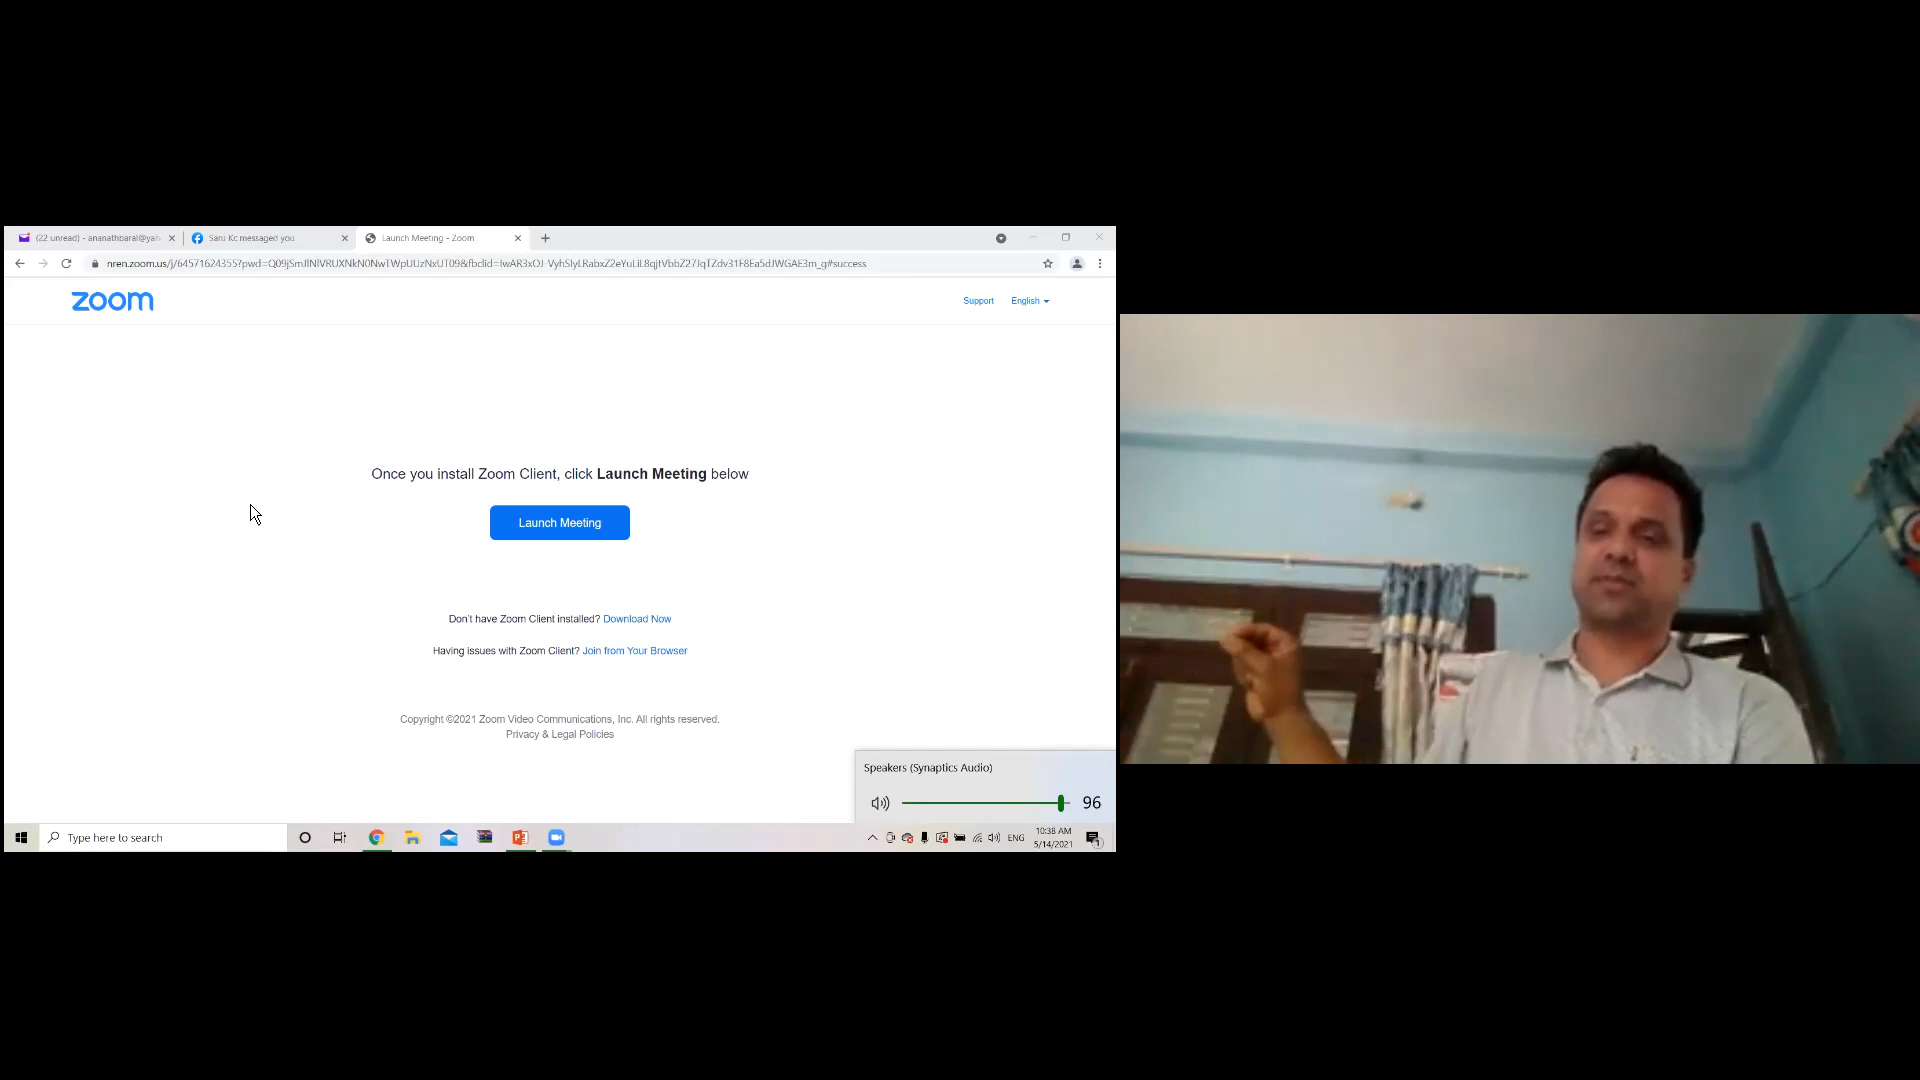 (22 unread) - ananathbaral@yah
Saru Kc messaged you
Launch Meeting - Zoom
zoom
Support
English
Once you install Zoom Client, click Launch Meeting below
Launch Meeting
Don't have Zoom Client installed? Download Now
Having issues with Zoom Client? Join from Your Browser
Copyright ©2021 Zoom Video Communications, Inc. All rights reserved.
Privacy & Legal Policies
Speakers (Synaptics Audio)
96
Type here to search
ENG
10:38 AM
5/14/2021